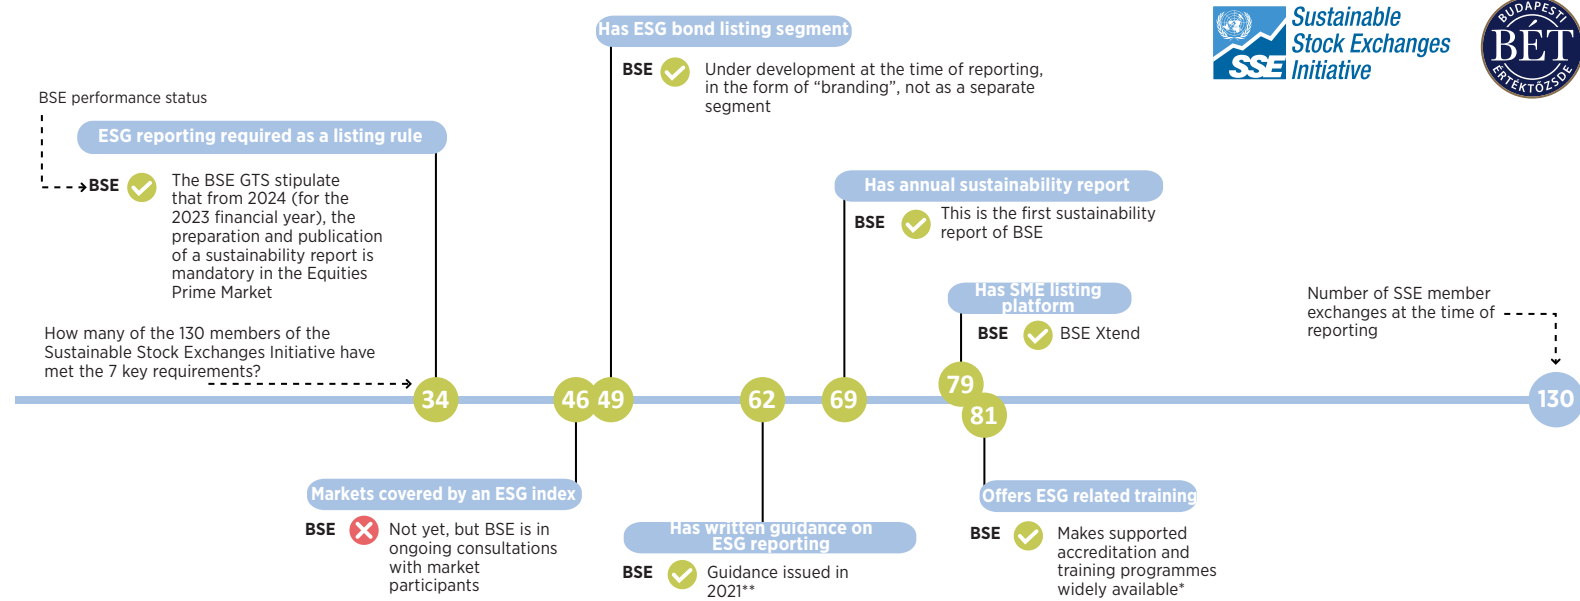 Has ESG bond listing segment
BSE
Under development at the time of reporting,
in the form of “branding”, not as a separate
segment
Sustainable
Stock Exchanges
Initiative
SSE
BUDAPESTI
BÉT
ÉRTÉKTŐZSDE
BSE performance status
ESG reporting required as a listing rule
BSE
The BSE GTS stipulate
that from 2024 (for the
2023 financial year), the
preparation and publication
of a sustainability report is
mandatory in the Equities
Prime Market
Has annual sustainability report
BSE
This is the first sustainability
report of BSE
Has SME listing
platform
BSE
BSE Xtend
Number of SSE member
exchanges at the time of
reporting
How many of the 130 members of the
Sustainable Stock Exchanges Initiative have
met the 7 key requirements?
34
46
49
62
69
79
81
130
Markets covered by an ESG index
BSE
Not yet, but BSE is in
ongoing consultations
with market
participants
Has written guidance on
ESG reporting
BSE
Guidance issued in
2021**
Offers ESG related training
BSE
Makes supported
accreditation and
training programmes
widely available*